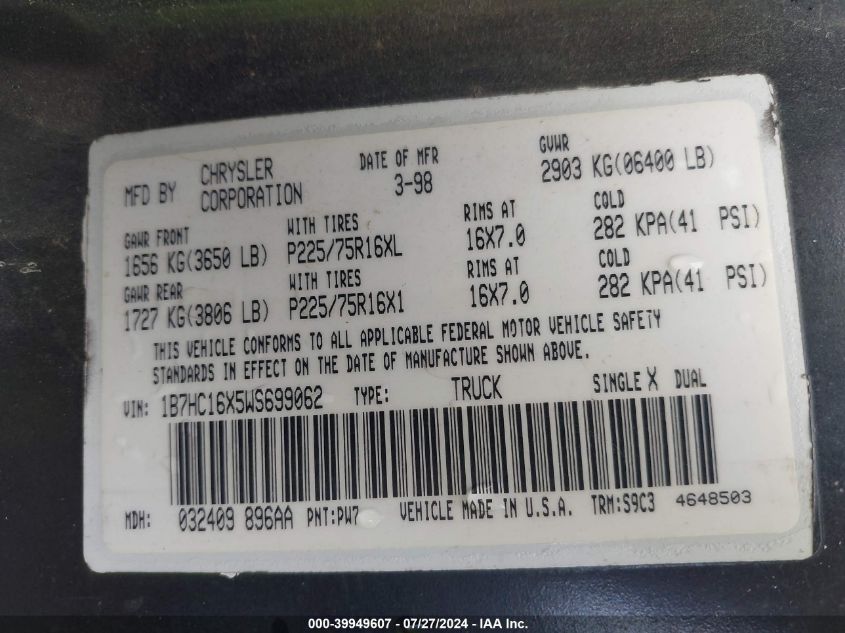 MFD BY CHRYSLER CORPORATION DATE OF MFR 3-98 GVWR 2903 KG(06400 LB)
GAWR FRONT WITH TIRES RIMS AT COLD
1656 KG(3650 LB) P225/75R16XL 16X7.0 282 KPA(41 PSI)
GAWR REAR WITH TIRES RIMS AT COLD
1727 KG(3806 LB) P225/75R16X1 16X7.0 282 KPA(41 PSI)
THIS VEHICLE CONFORMS TO ALL APPLICABLE FEDERAL MOTOR VEHICLE SAFETY
STANDARDS IN EFFECT ON THE DATE OF MANUFACTURE SHOWN ABOVE.
VIN: 1B7HC16X5WS699062 TYPE: TRUCK SINGLE X DUAL
MDH: 032409 896AA PNT:PW7 VEHICLE MADE IN U.S.A. TRM:S9C3 4648503
000-39949607 - 07/27/2024 - IAA Inc.